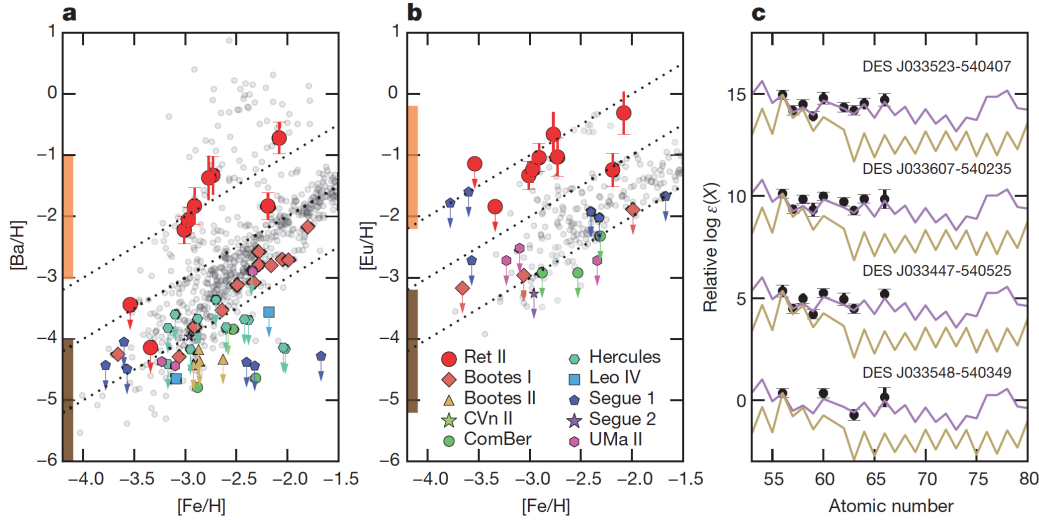 a
b
c
1
0
−1
−2
−3
−4
−5
−6
[Ba/H]
−4.0
−3.5
−3.0
−2.5
−2.0
−1.5
[Fe/H]
1
0
−1
−2
−3
−4
−5
−6
[Eu/H]
−4.0
−3.5
−3.0
−2.5
−2.0
−1.5
[Fe/H]
Ret II
Bootes I
Bootes II
CVn II
ComBer
Hercules
Leo IV
Segue 1
Segue 2
UMa II
15
10
5
0
Relative log ε(X)
DES J033523-540407
DES J033607-540235
DES J033447-540525
DES J033548-540349
55
60
65
70
75
80
Atomic number